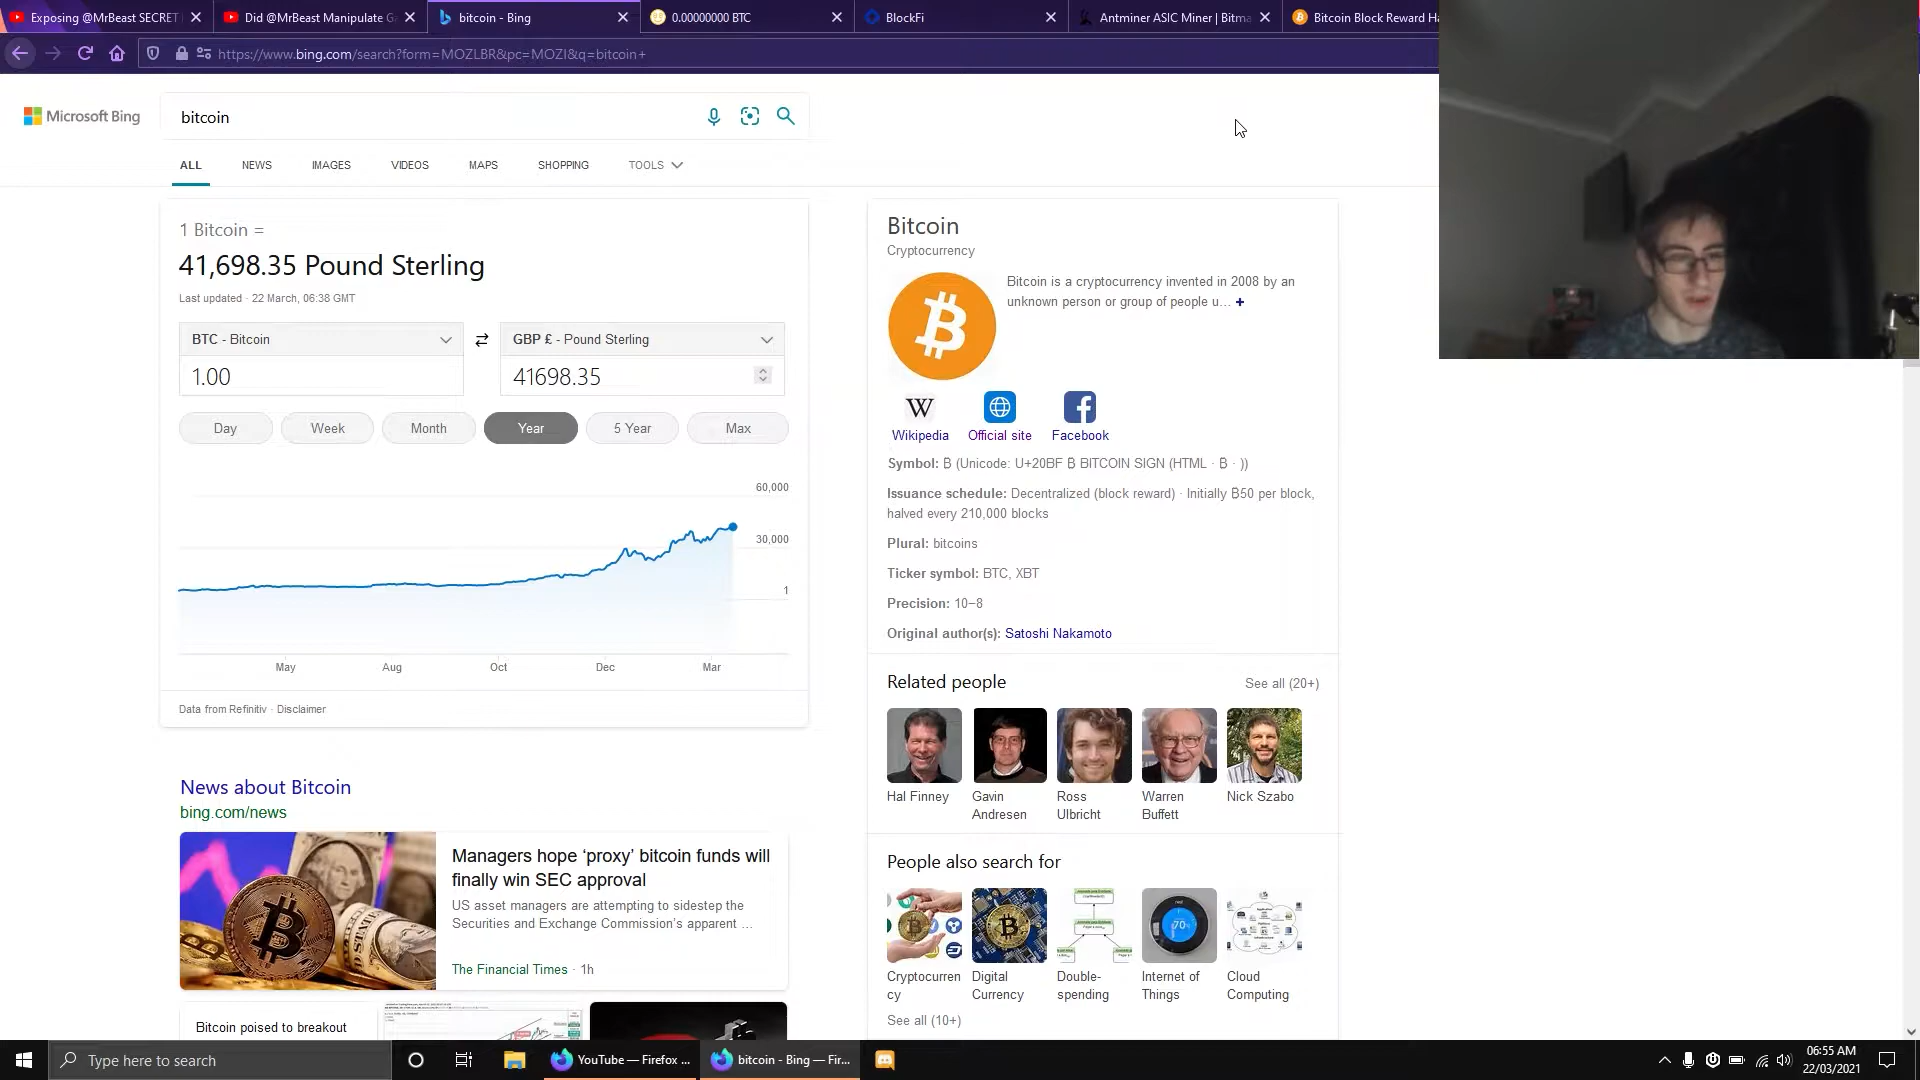 Exposing @MrBeast SECRET
Did @MrBeast Manipulate G
bitcoin - Bing
0.00000000 BTC
BlockFi
Antminer ASIC Miner | Bitma
Bitcoin Block Reward Ha
https://www.bing.com/search?form=MOZLBR&pc=MOZI&q=bitcoin+
Microsoft Bing
bitcoin
ALL
NEWS
IMAGES
VIDEOS
MAPS
SHOPPING
TOOLS
1 Bitcoin =
41,698.35 Pound Sterling
Last updated · 22 March, 06:38 GMT
BTC - Bitcoin
GBP £ - Pound Sterling
1.00
41698.35
Day
Week
Month
Year
5 Year
Max
60,000
30,000
1
May
Aug
Oct
Dec
Mar
Data from Refinitiv · Disclaimer
News about Bitcoin
bing.com/news
Managers hope ‘proxy’ bitcoin funds will
finally win SEC approval
US asset managers are attempting to sidestep the
Securities and Exchange Commission’s apparent ...
The Financial Times · 1h
Bitcoin poised to breakout
Bitcoin
Cryptocurrency
Bitcoin is a cryptocurrency invented in 2008 by an
unknown person or group of people u... +
Wikipedia
Official site
Facebook
Symbol: ₿ (Unicode: U+20BF ₿ BITCOIN SIGN (HTML · ₿ · ))
Issuance schedule: Decentralized (block reward) · Initially ₿50 per block,
halved every 210,000 blocks
Plural: bitcoins
Ticker symbol: BTC, XBT
Precision: 10−8
Original author(s): Satoshi Nakamoto
Related people
See all (20+)
Hal Finney
Gavin
Andresen
Ross
Ulbricht
Warren
Buffett
Nick Szabo
People also search for
nest
70
Cryptocurren
cy
Digital
Currency
Double-
spending
Internet of
Things
Cloud
Computing
See all (10+)
Type here to search
YouTube — Firefox ...
bitcoin - Bing — Fir...
06:55 AM
22/03/2021